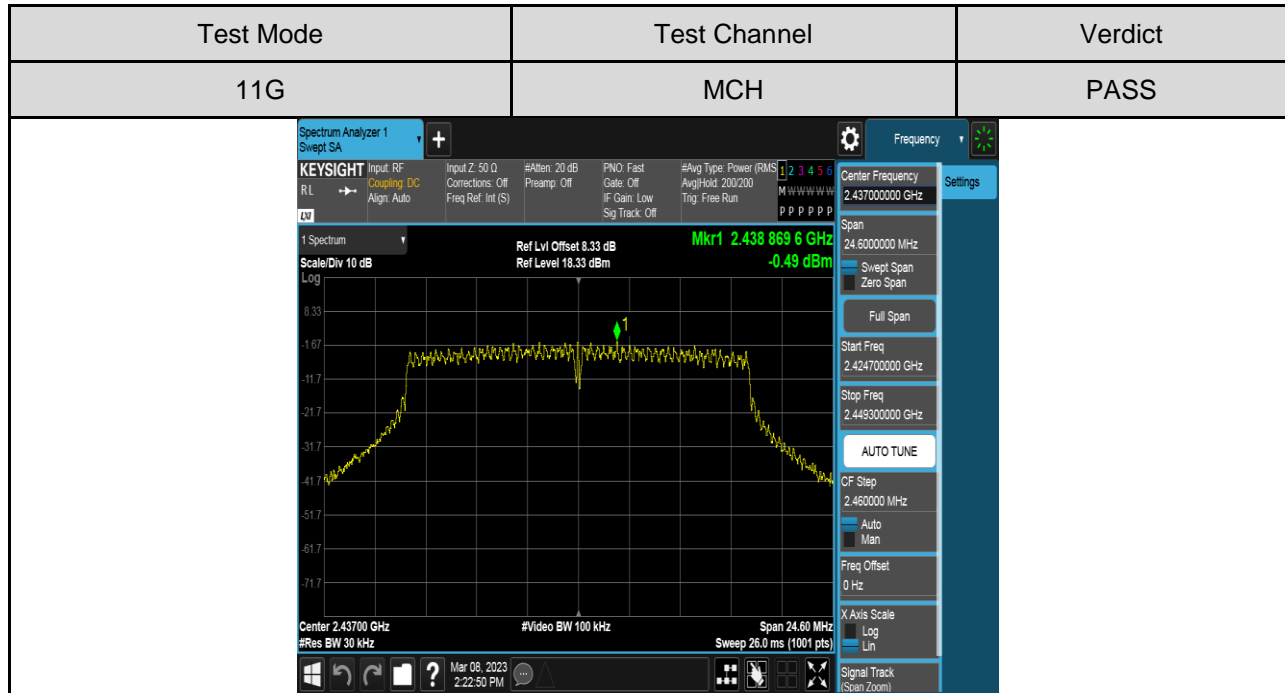 Test Mode Test Channel Verdict
11G MCH PASS
Spectrum Analyzer 1
Swept SA
+
Frequency
KEYSIGHT
RL
LXI
Input: RF
Coupling: DC
Align: Auto
Input Z: 50 Ω
Corrections: Off
Freq Ref: Int (S)
#Atten: 20 dB
Preamp: Off
PNO: Fast
Gate: Off
IF Gain: Low
Sig Track: Off
#Avg Type: Power (RMS
Avg|Hold: 200/200
Trig: Free Run
1 2 3 4 5 6
M W W W W W
P P P P P P
1 Spectrum
Scale/Div 10 dB
Ref Lvl Offset 8.33 dB
Ref Level 18.33 dBm
Mkr1 2.438 869 6 GHz
-0.49 dBm
Log
8.33
-1.67
-11.7
-21.7
-31.7
-41.7
-51.7
-61.7
-71.7
1
Center 2.43700 GHz
#Res BW 30 kHz
#Video BW 100 kHz
Span 24.60 MHz
Sweep 26.0 ms (1001 pts)
Center Frequency
2.437000000 GHz
Settings
Span
24.6000000 MHz
Swept Span
Zero Span
Full Span
Start Freq
2.424700000 GHz
Stop Freq
2.449300000 GHz
AUTO TUNE
CF Step
2.460000 MHz
Auto
Man
Freq Offset
0 Hz
X Axis Scale
Log
Lin
Signal Track
(Span Zoom)
?
Mar 08, 2023
2:22:50 PM